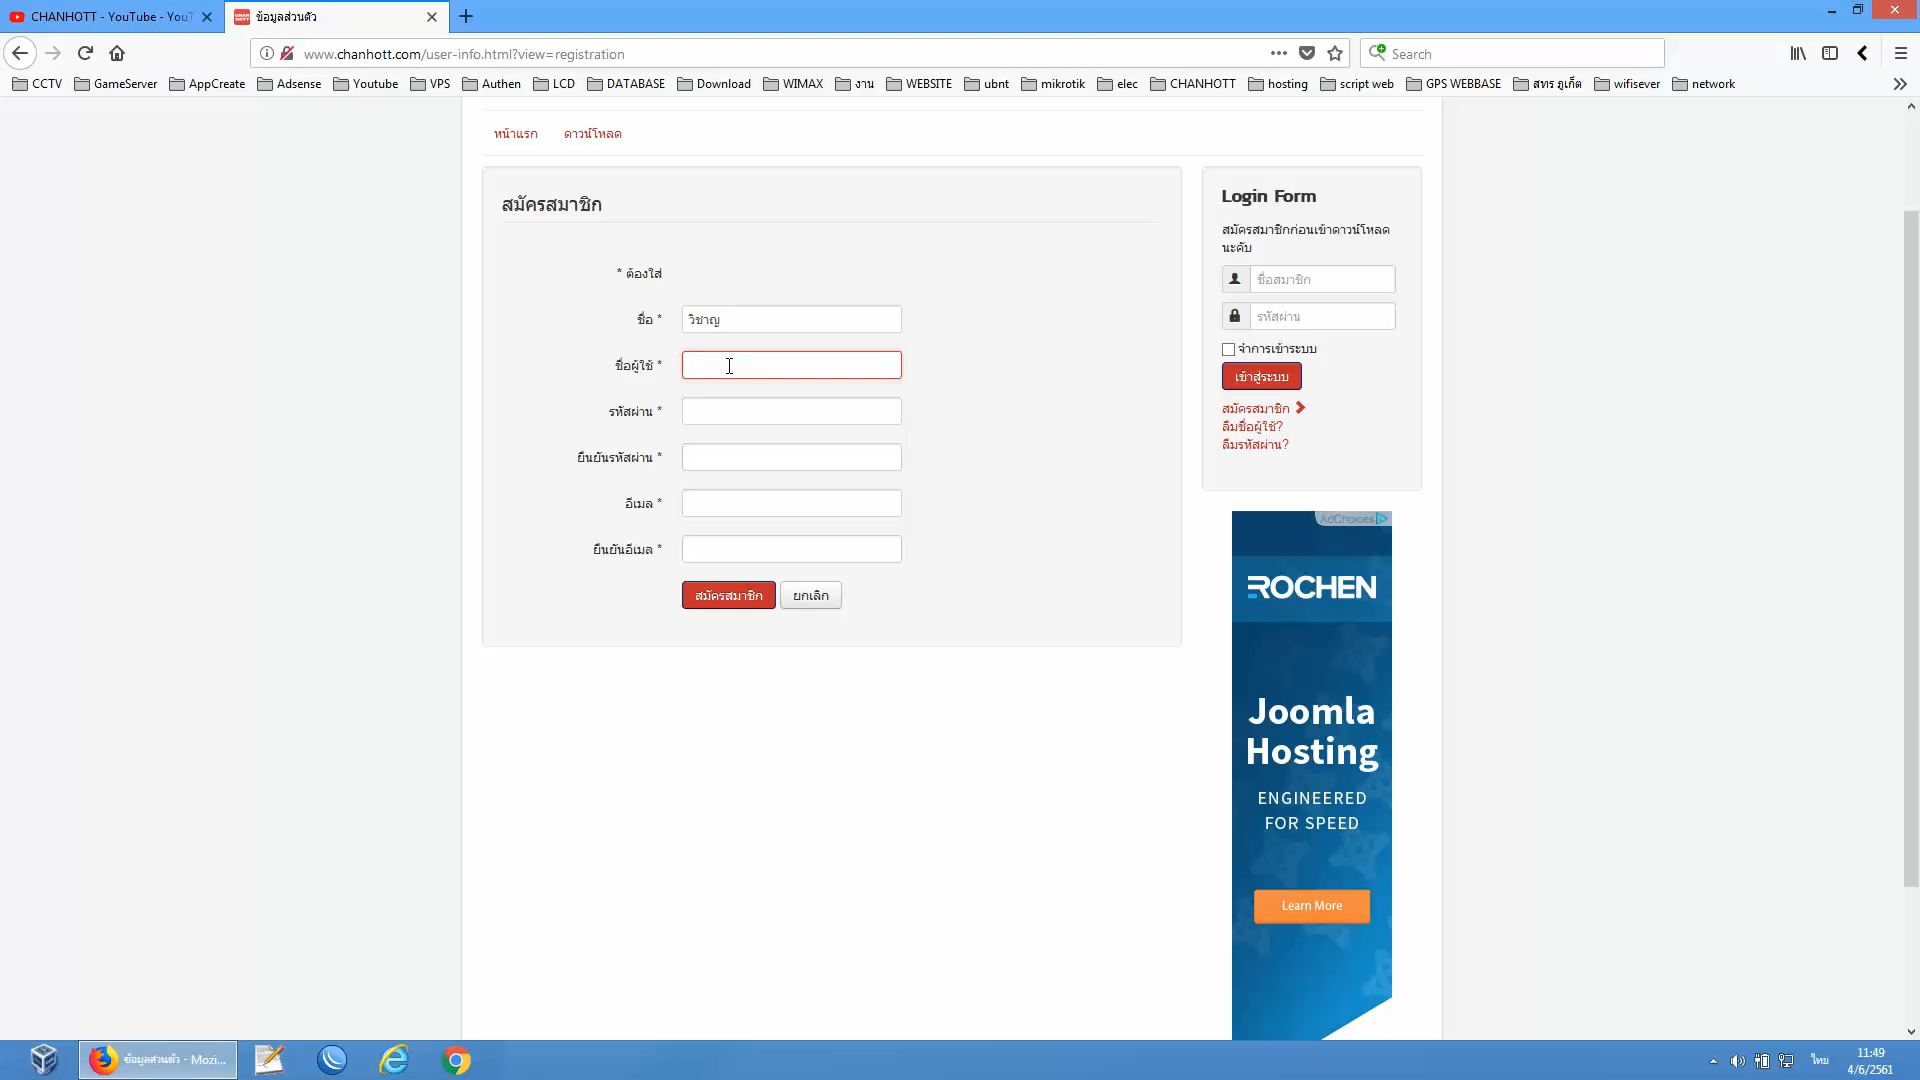 CHANHOTT - YouTube - You
ข้อมูลส่วนตัว
www.chanhott.com/user-info.html?view=registration
Search
CCTV GameServer AppCreate Adsense Youtube VPS Authen LCD DATABASE Download WIMAX งาน WEBSITE ubnt mikrotik elec CHANHOTT hosting script web GPS WEBBASE สทร ภูเก็ต wifisever network
หน้าแรก ดาวน์โหลด
สมัครสมาชิก
* ต้องใส่
ชื่อ *
วิชาญ
ชื่อผู้ใช้ *
รหัสผ่าน *
ยืนยันรหัสผ่าน *
อีเมล *
ยืนยันอีเมล *
สมัครสมาชิก ยกเลิก
Login Form
สมัครสมาชิกก่อนเข้าดาวน์โหลด
นะคับ
ชื่อสมาชิก
รหัสผ่าน
จำการเข้าระบบ
เข้าสู่ระบบ
สมัครสมาชิก
ลืมชื่อผู้ใช้?
ลืมรหัสผ่าน?
AdChoices
ROCHEN
Joomla
Hosting
ENGINEERED
FOR SPEED
Learn More
ข้อมูลส่วนตัว - Mozi...
ไทย
11:49
4/6/2561